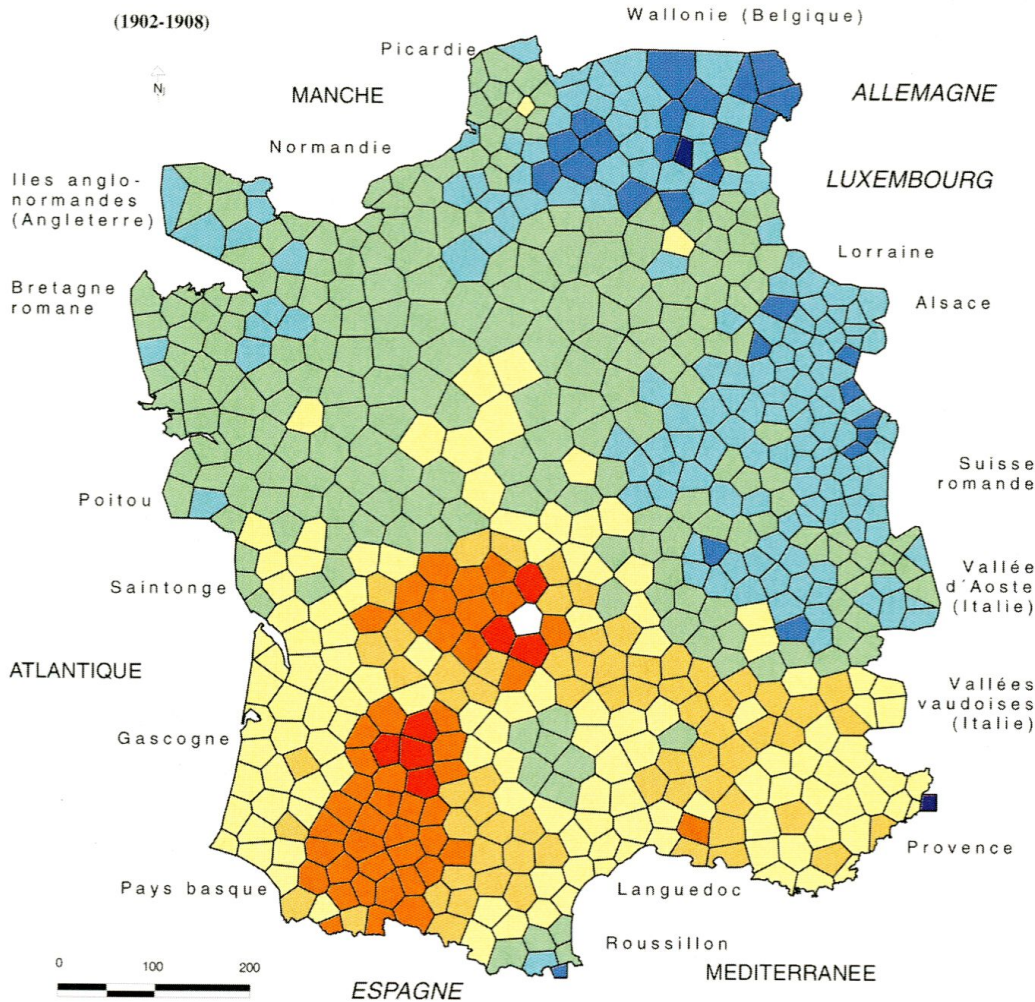 (1902-1908)
Wallonie (Belgique)
Picardie
N
MANCHE
ALLEMAGNE
Normandie
Iles anglo-
normandes
(Angleterre)
LUXEMBOURG
Lorraine
Bretagne
romane
Alsace
Poitou
Suisse
romande
Saintonge
Vallée
d'Aoste
(Italie)
ATLANTIQUE
Vallées
vaudoises
(Italie)
Gascogne
Provence
Pays basque
Languedoc
Roussillon
0 100 200
MEDITERRANEE
ESPAGNE